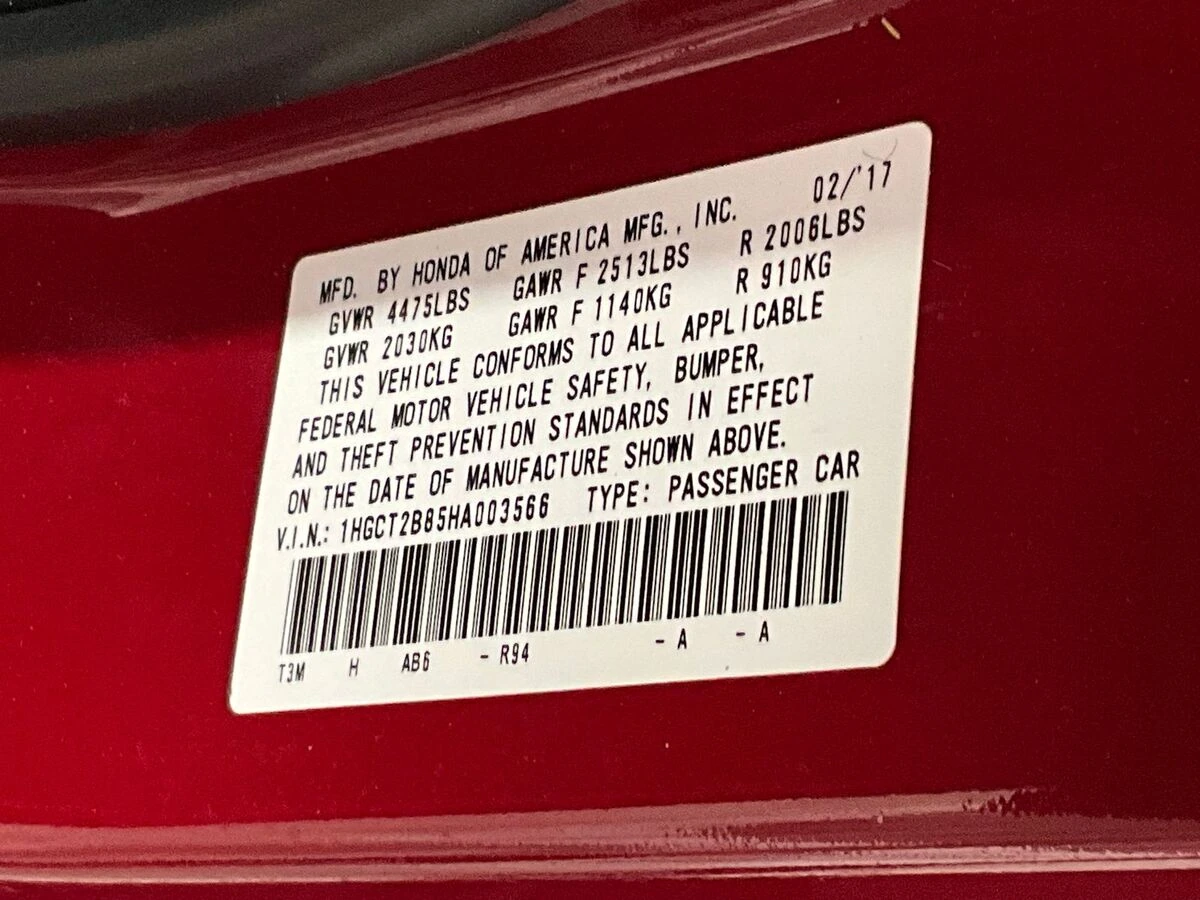 02/'17
MFD. BY HONDA OF AMERICA MFG., INC.
GVWR 4475LBS GAWR F 2513LBS R 2006LBS
GVWR 2030KG GAWR F 1140KG R 910KG
THIS VEHICLE CONFORMS TO ALL APPLICABLE
FEDERAL MOTOR VEHICLE SAFETY, BUMPER,
AND THEFT PREVENTION STANDARDS IN EFFECT
ON THE DATE OF MANUFACTURE SHOWN ABOVE.
V.I.N.: 1HGCT2B85HA003566 TYPE: PASSENGER CAR
T3M H AB6 - R94 - A - A